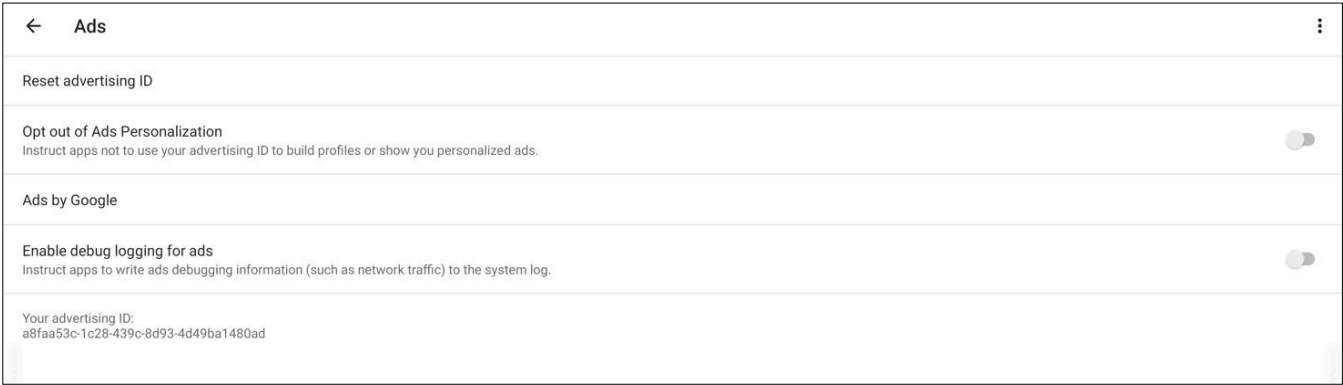 Ads
Reset advertising ID
Opt out of Ads Personalization
Instruct apps not to use your advertising ID to build profiles or show you personalized ads.
Ads by Google
Enable debug logging for ads
Instruct apps to write ads debugging information (such as network traffic) to the system log.
Your advertising ID:
a8faa53c-1c28-439c-8d93-4d49ba1480ad